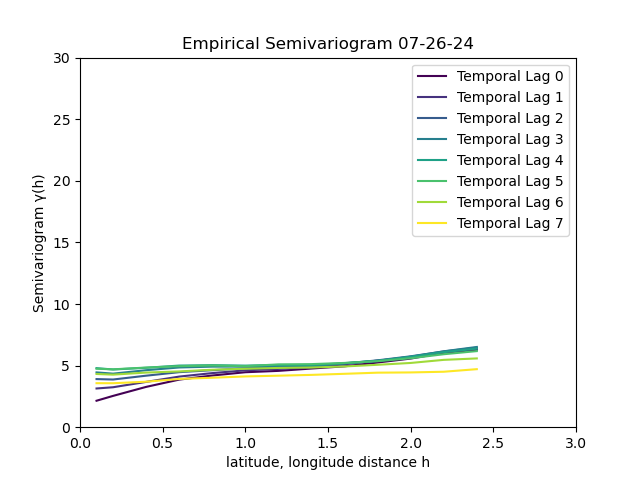 Empirical Semivariogram 07-26-24
Semivariogram γ(h)
30
25
20
15
10
5
0
0.0 0.5 1.0 1.5 2.0 2.5 3.0
latitude, longitude distance h
Temporal Lag 0
Temporal Lag 1
Temporal Lag 2
Temporal Lag 3
Temporal Lag 4
Temporal Lag 5
Temporal Lag 6
Temporal Lag 7